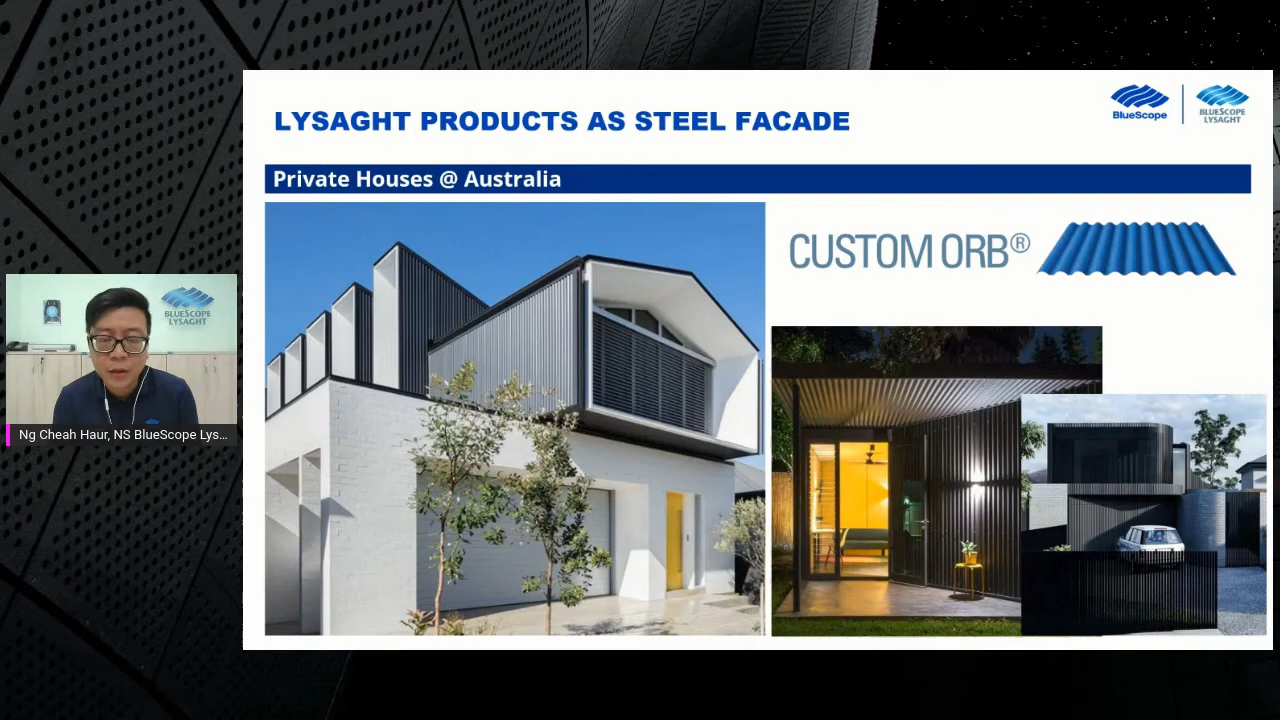 LYSAGHT PRODUCTS AS STEEL FACADE
BlueScope
BLUESCOPE
LYSAGHT
Private Houses @ Australia
CUSTOM ORB®
BLUESCOPE
LYSAGHT
Ng Cheah Haur, NS BlueScope Lys...